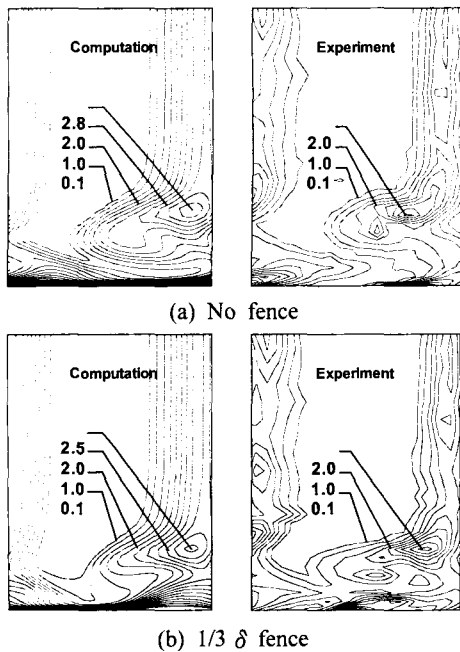 Computation
2.8
2.0
1.0
0.1
Experiment
2.0
1.0
0.1
(a) No fence
Computation
2.5
2.0
1.0
0.1
Experiment
2.0
1.0
0.1
(b) 1/3 δ fence